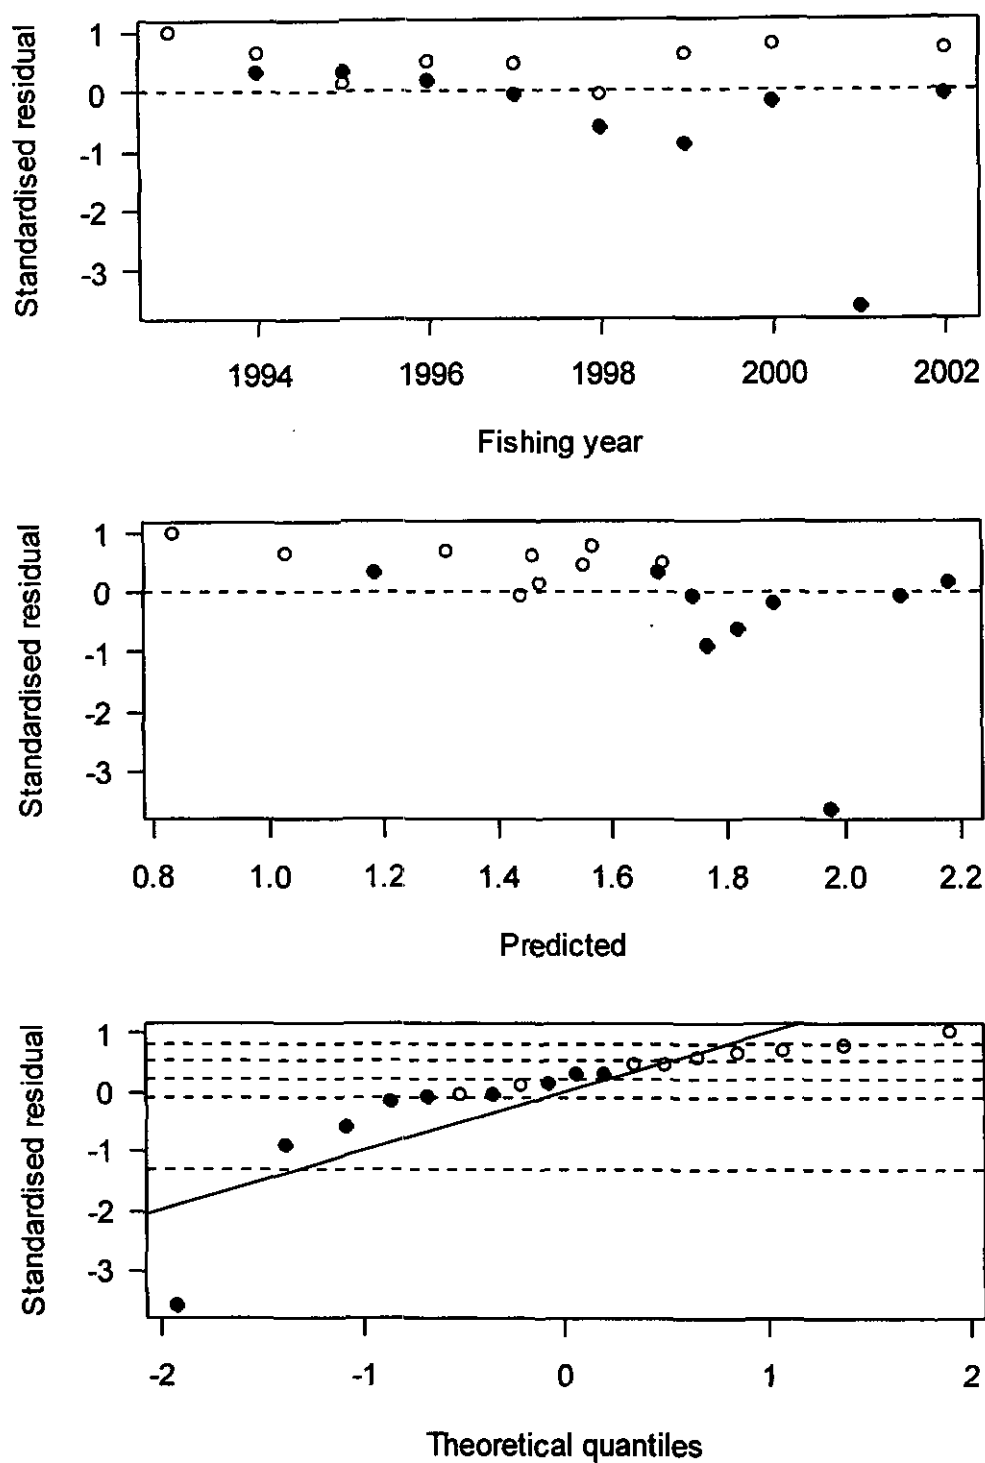 Standardised residual
1
0
-1
-2
-3
1994 1996 1998 2000 2002
Fishing year
Standardised residual
1
0
-1
-2
-3
0.8 1.0 1.2 1.4 1.6 1.8 2.0 2.2
Predicted
Standardised residual
1
0
-1
-2
-3
-2 -1 0 1 2
Theoretical quantiles